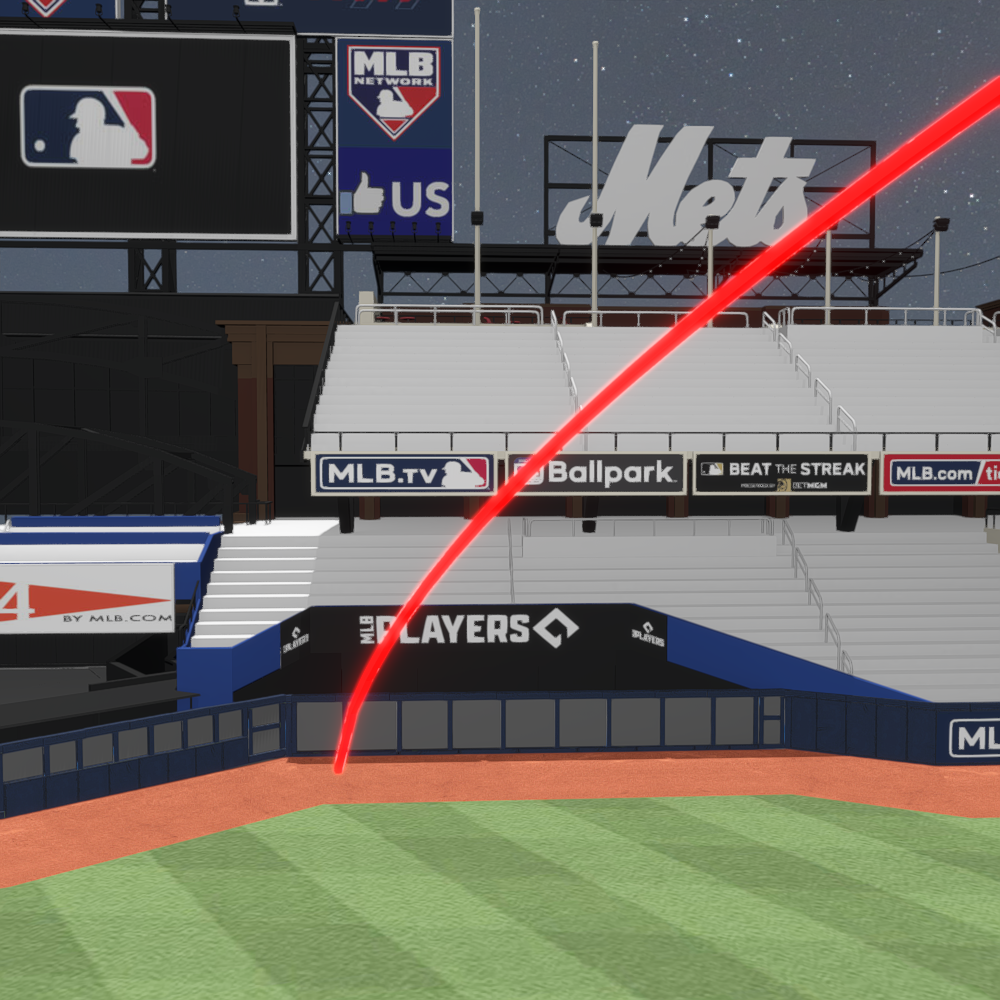 MLB
NETWORK
US
Mets
MLB.TV
Ballpark
BEAT THE STREAK
PRESENTED BY BETMGM
MLB.com/
4
BY MLB.COM
MLB
PLAYERS
PLAYERS
PLAYERS
ML